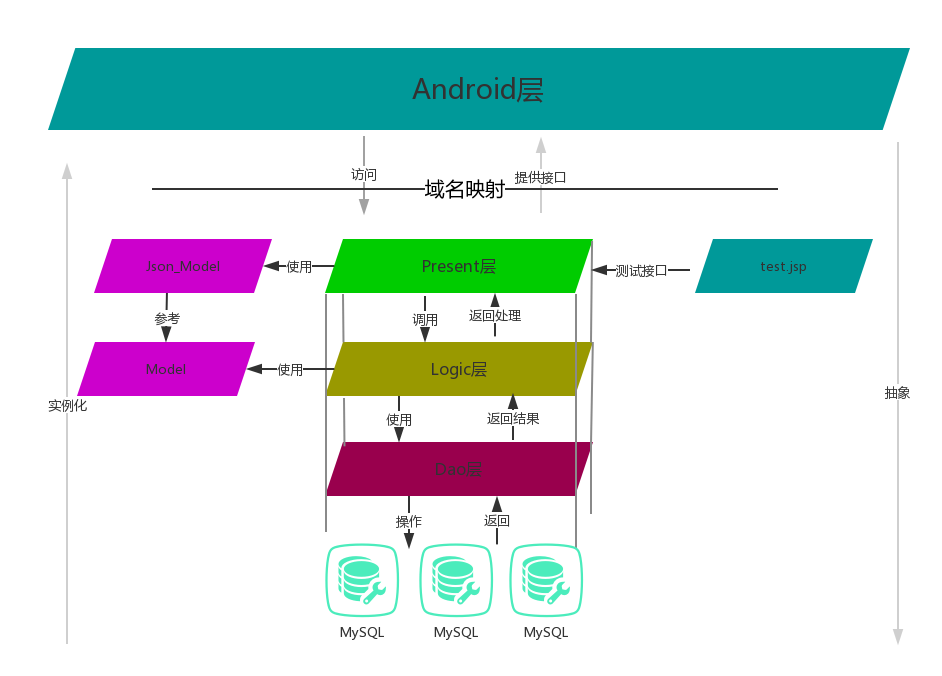 Android层
访问
提供接口
域名映射
Json_Model
使用
Present层
测试接口
test.jsp
参考
调用
返回处理
Model
使用
Logic层
实例化
抽象
使用
返回结果
Dao层
操作
返回
MySQL
MySQL
MySQL